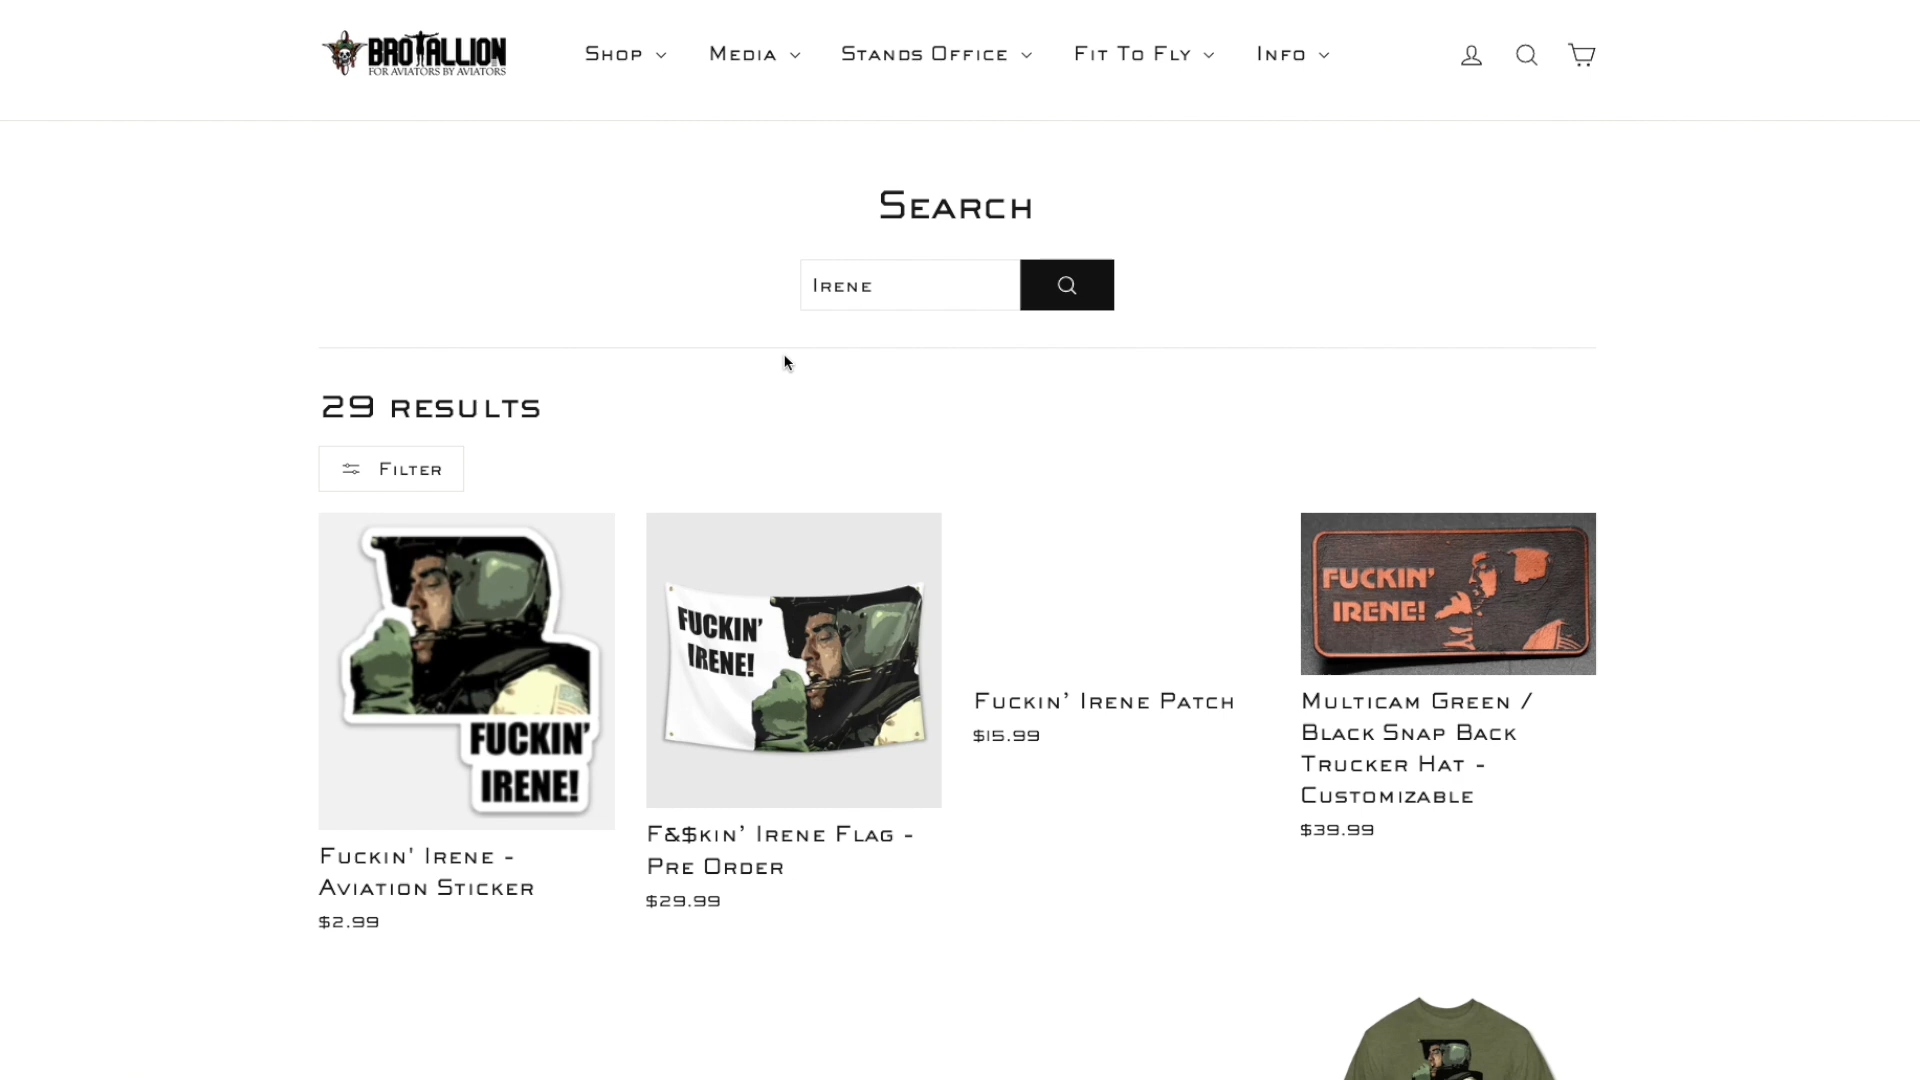 BROTALLION
FOR AVIATORS BY AVIATORS
Shop
Media
Stands Office
Fit To Fly
Info
Search
Irene
29 results
Filter
FUCKIN'
IRENE!
Fuckin' Irene -
Aviation Sticker
$2.99
FUCKIN'
IRENE!
F&$kin' Irene Flag -
Pre Order
$29.99
Fuckin' Irene Patch
$15.99
FUCKIN'
IRENE!
Multicam Green /
Black Snap Back
Trucker Hat -
Customizable
$39.99